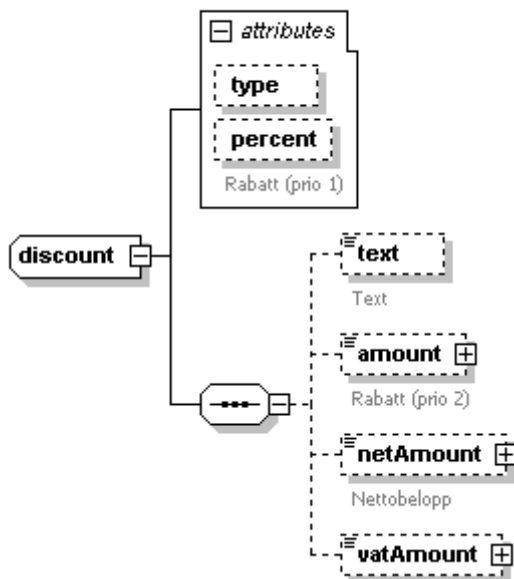 attributes
type
percent
Rabatt (prio 1)
discount
text
Text
amount
Rabatt (prio 2)
netAmount
Nettobelopp
vatAmount